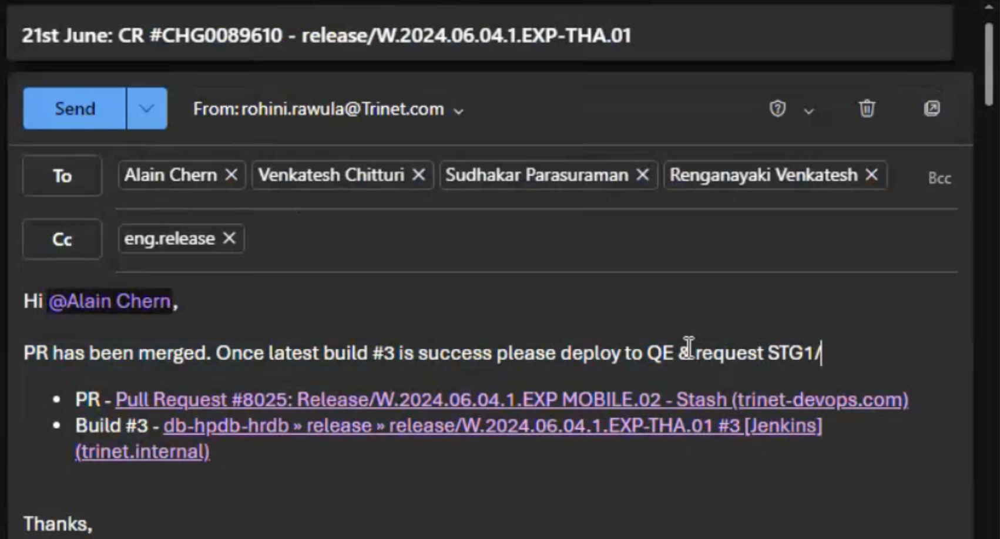 21st June: CR #CHG0089610 - release/W.2024.06.04.1.EXP-THA.01
Send From: rohini.rawula@Trinet.com
To Alain Chern Venkatesh Chitturi Sudhakar Parasuraman Renganayaki Venkatesh Bcc
Cc eng.release
Hi @Alain Chern,
PR has been merged. Once latest build #3 is success please deploy to QE & request STG1/
• PR - Pull Request #8025: Release/W.2024.06.04.1.EXP MOBILE.02 - Stash (trinet-devops.com)
• Build #3 - db-hpdb-hrdb » release » release/W.2024.06.04.1.EXP-THA.01 #3 [Jenkins]
(trinet.internal)
Thanks,